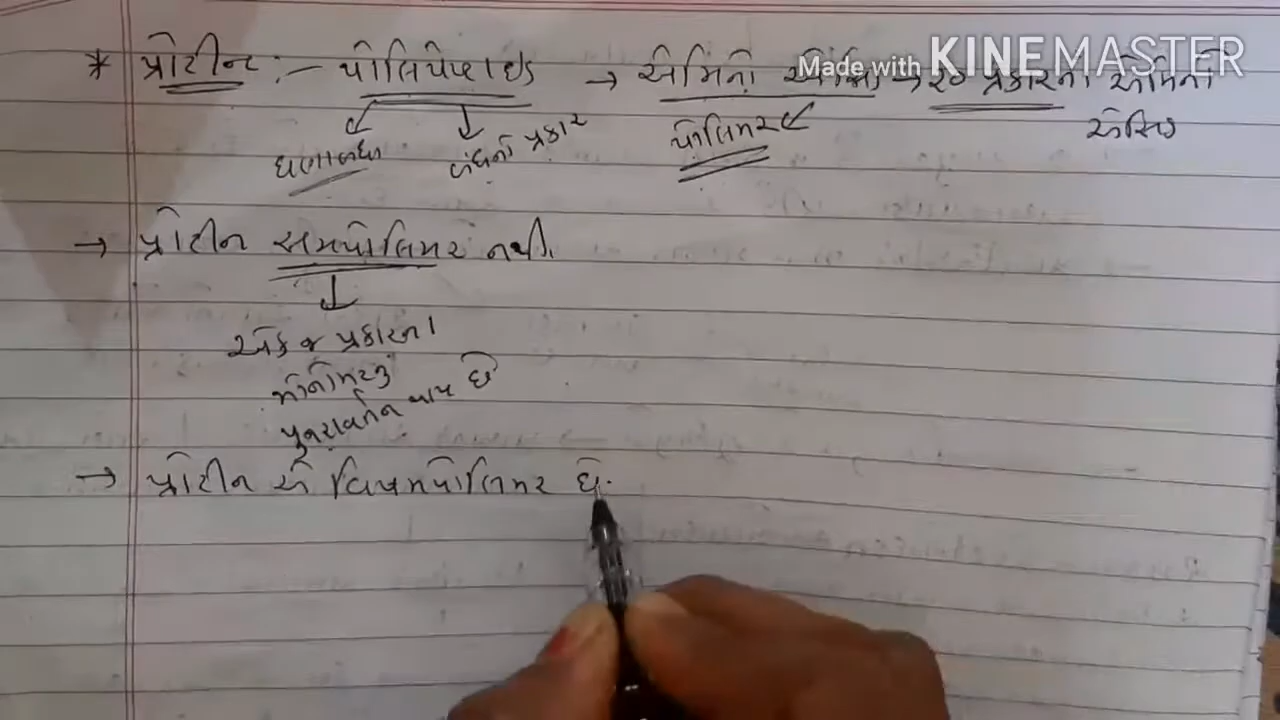 * પ્રોટીન :- પોલિપેપ્ટાઇડ → એમિનો એસિડ → ૨૦ પ્રકારના એમિનો
Made with KINEMASTER
એસિડ
ઘણાબધા
બંધનો પ્રકાર
પોલિમર
→ પ્રોટીન સમપોલિમર નથી.
એક જ પ્રકારના
મોનોમરનું
પુનરાવર્તન થાય છે
→ પ્રોટીન એ વિષમપોલિમર છે.